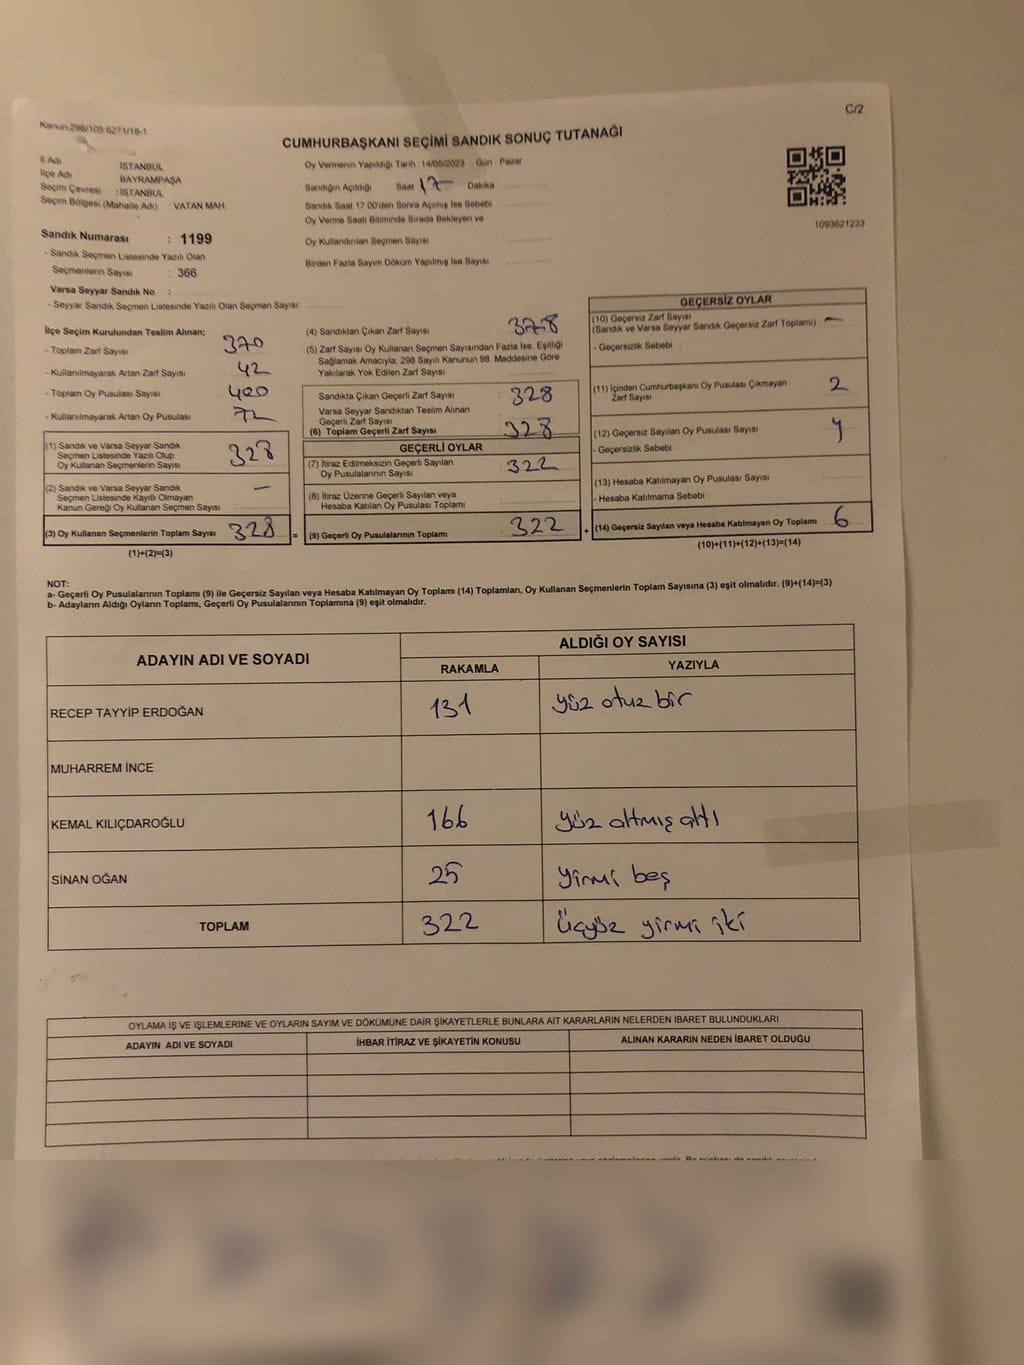 Kanun:298/105.6271/18-1
C/2
CUMHURBAŞKANI SEÇİMİ SANDIK SONUÇ TUTANAĞI
İl Adı İSTANBUL
İlçe Adı BAYRAMPAŞA
Seçim Çevresi : İSTANBUL
Seçim Bölgesi (Mahalle Adı) VATAN MAH
Oy Vermenin Yapıldığı Tarih 14/05/2023 Gün Pazar
Sandığın Açıldığı Saat 17 Dakika
Sandık Saat 17:00'den Sonra Açımış İse Sebebi
Oy Verme Saati Bitiminde Sırada Bekleyen ve
Oy Kullandırılan Seçmen Sayısı
Birden Fazla Sayım Döküm Yapılmış İse Sayısı
1093621233
Sandık Numarası : 1199
- Sandık Seçmen Listesinde Yazılı Olan
Seçmenlerin Sayısı : 366
Varsa Seyyar Sandık No :
- Seyyar Sandık Seçmen Listesinde Yazılı Olan Seçmen Sayısı:
İlçe Seçim Kurulundan Teslim Alınan;
- Toplam Zarf Sayısı 370
- Kullanılmayarak Artan Zarf Sayısı 42
- Toplam Oy Pusulası Sayısı 400
- Kullanılmayarak Artan Oy Pusulası 72
(1) Sandık ve Varsa Seyyar Sandık
Seçmen Listesinde Yazılı Olup
Oy Kullanan Seçmenlerin Sayısı 328
(2) Sandık ve Varsa Seyyar Sandık
Seçmen Listesinde Kayıtlı Olmayan
Kanun Gereği Oy Kullanan Seçmen Sayısı : —
(3) Oy Kullanan Seçmenlerin Toplam Sayısı 328 =
(1)+(2)=(3)
(4) Sandıktan Çıkan Zarf Sayısı 328
(5) Zarf Sayısı Oy Kullanan Seçmen Sayısından Fazla İse, Eşitliği
Sağlamak Amacıyla, 298 Sayılı Kanunun 98. Maddesine Göre
Yakılarak Yok Edilen Zarf Sayısı
Sandıkta Çıkan Geçerli Zarf Sayısı : 328
Varsa Seyyar Sandıktan Teslim Alınan
Geçerli Zarf Sayısı
(6) Toplam Geçerli Zarf Sayısı 328
GEÇERLİ OYLAR
(7) İtiraz Edilmeksizin Geçerli Sayılan
Oy Pusulalarının Sayısı : 322
(8) İtiraz Üzerine Geçerli Sayılan veya
Hesaba Katılan Oy Pusulası Toplamı
(9) Geçerli Oy Pusulalarının Toplamı : 322 +
GEÇERSİZ OYLAR
(10) Geçersiz Zarf Sayısı
(Sandık ve Varsa Seyyar Sandık Geçersiz Zarf Toplamı) —
- Geçersizlik Sebebi :
(11) İçinden Cumhurbaşkanı Oy Pusulası Çıkmayan
Zarf Sayısı 2
(12) Geçersiz Sayılan Oy Pusulası Sayısı 4
- Geçersizlik Sebebi :
(13) Hesaba Katılmayan Oy Pusulası Sayısı
- Hesaba Katılmama Sebebi :
(14) Geçersiz Sayılan veya Hesaba Katılmayan Oy Toplamı 6
(10)+(11)+(12)+(13)=(14)
NOT:
a- Geçerli Oy Pusulalarının Toplamı (9) ile Geçersiz Sayılan veya Hesaba Katılmayan Oy Toplamı (14) Toplamları, Oy Kullanan Seçmenlerin Toplam Sayısına (3) eşit olmalıdır. (9)+(14)=(3)
b- Adayların Aldığı Oyların Toplamı, Geçerli Oy Pusulalarının Toplamına (9) eşit olmalıdır.
ADAYIN ADI VE SOYADI
ALDIĞI OY SAYISI
RAKAMLA YAZIYLA
RECEP TAYYİP ERDOĞAN 131 yüz otuz bir
MUHARREM İNCE
KEMAL KILIÇDAROĞLU 166 yüz altmış altı
SİNAN OĞAN 25 yirmi beş
TOPLAM 322 üçyüz yirmi iki
OYLAMA İŞ VE İŞLEMLERİNE VE OYLARIN SAYIM VE DÖKÜMÜNE DAİR ŞİKAYETLERLE BUNLARA AİT KARARLARIN NELERDEN İBARET BULUNDUKLARI
ADAYIN ADI VE SOYADI İHBAR İTİRAZ VE ŞİKAYETİN KONUSU ALINAN KARARIN NEDEN İBARET OLDUĞU